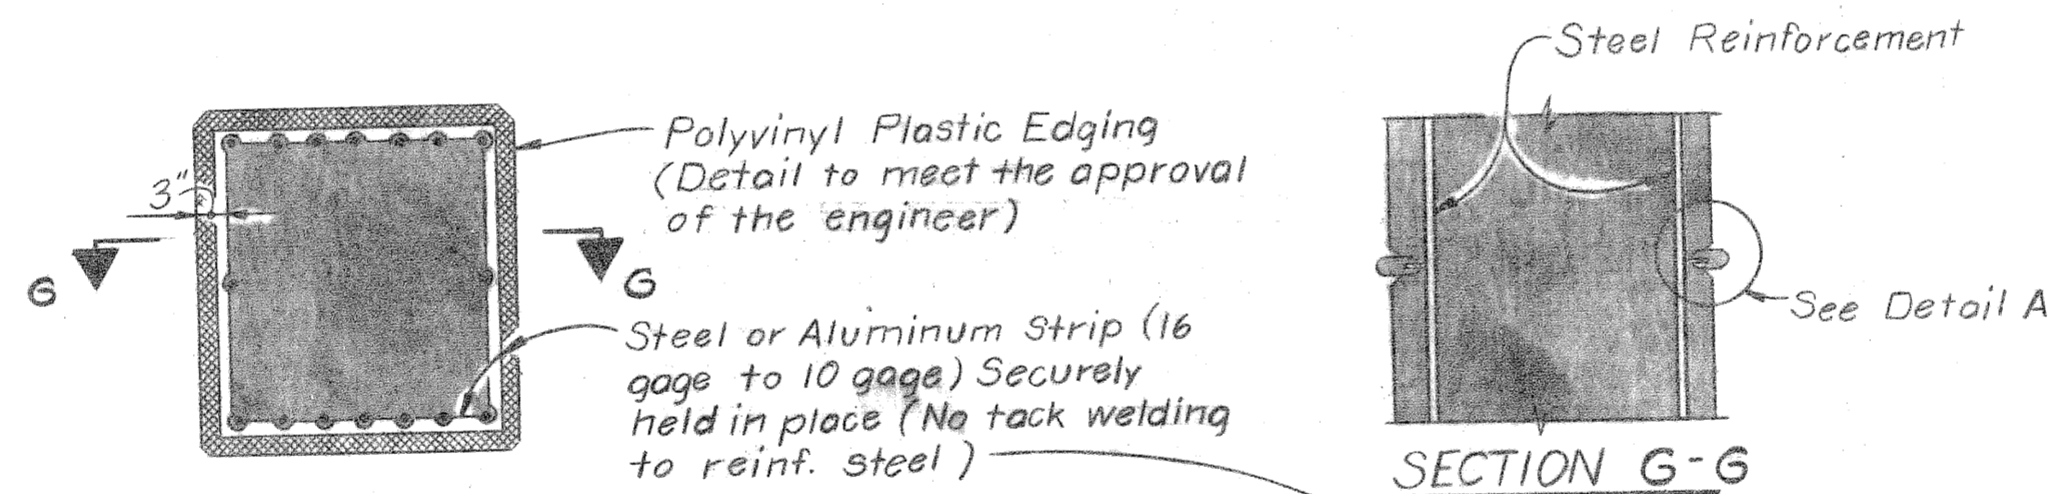 Steel Reinforcement
Polyvinyl Plastic Edging
(Detail to meet the approval
of the engineer)
3"
G
G
Steel or Aluminum Strip (16
gage to 10 gage) Securely
held in place (No tack welding
to reinf. steel)
See Detail A
SECTION G-G